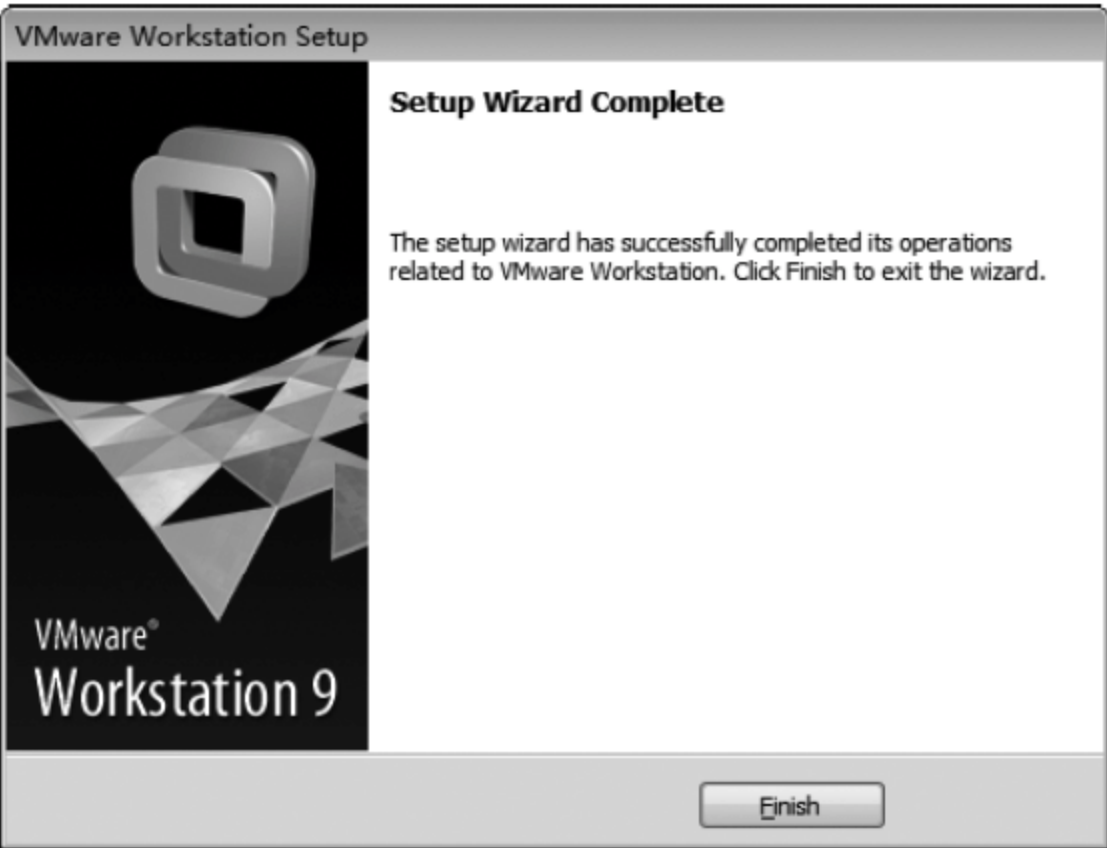 VMware Workstation Setup
Setup Wizard Complete
The setup wizard has successfully completed its operations
related to VMware Workstation. Click Finish to exit the wizard.
VMware®
Workstation 9
Finish